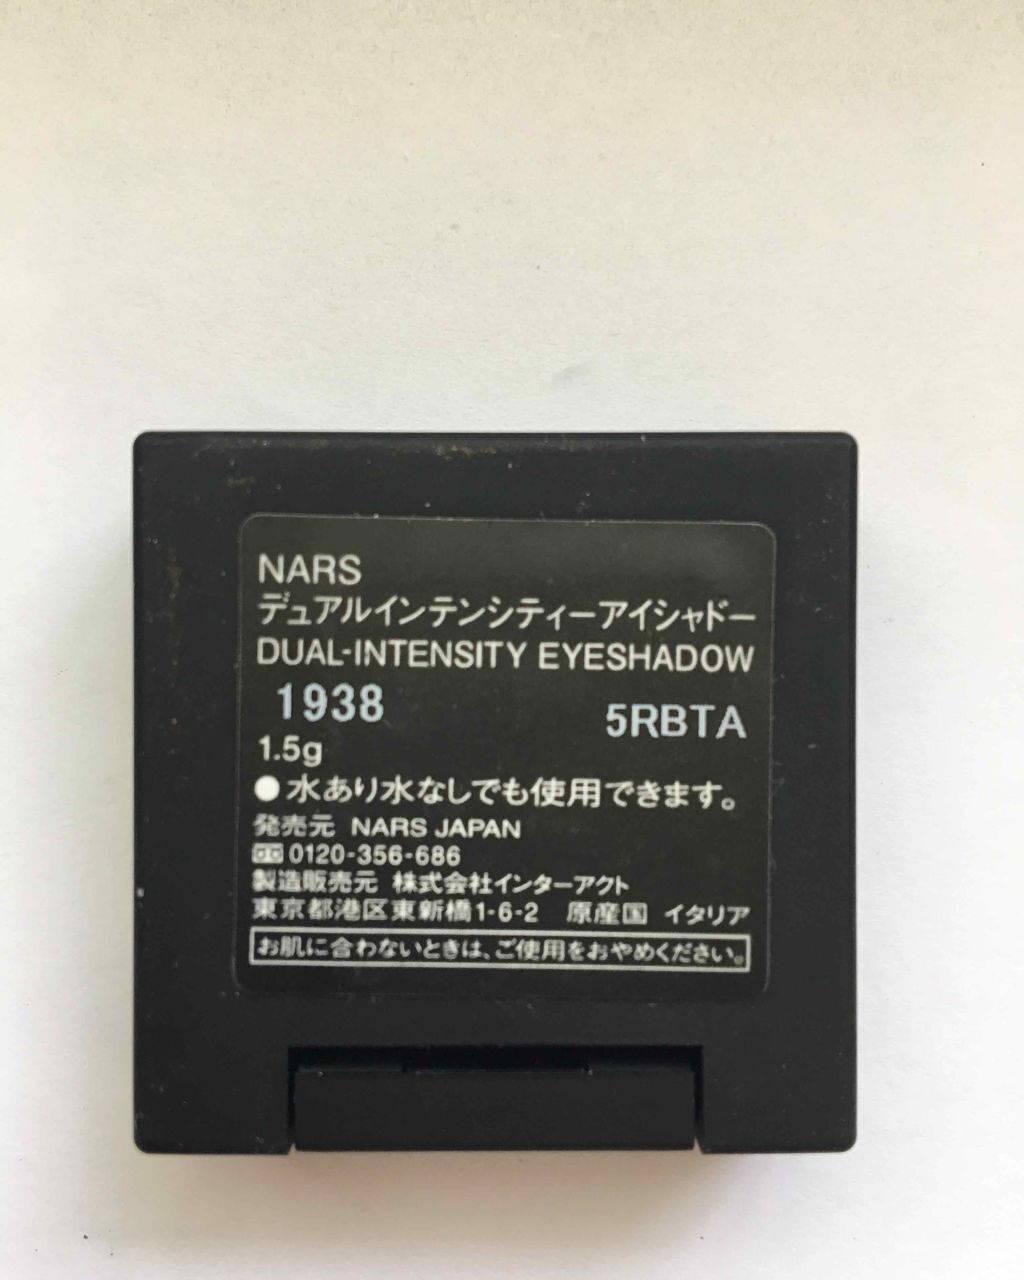 NARS
デュアルインテンシティーアイシャドー
DUAL-INTENSITY EYESHADOW
1938 5RBTA
1.5g
●水あり水なしでも使用できます。
発売元 NARS JAPAN
0120-356-686
製造販売元 株式会社インターアクト
東京都港区東新橋1-6-2 原産国 イタリア
お肌に合わないときは、ご使用をおやめください。